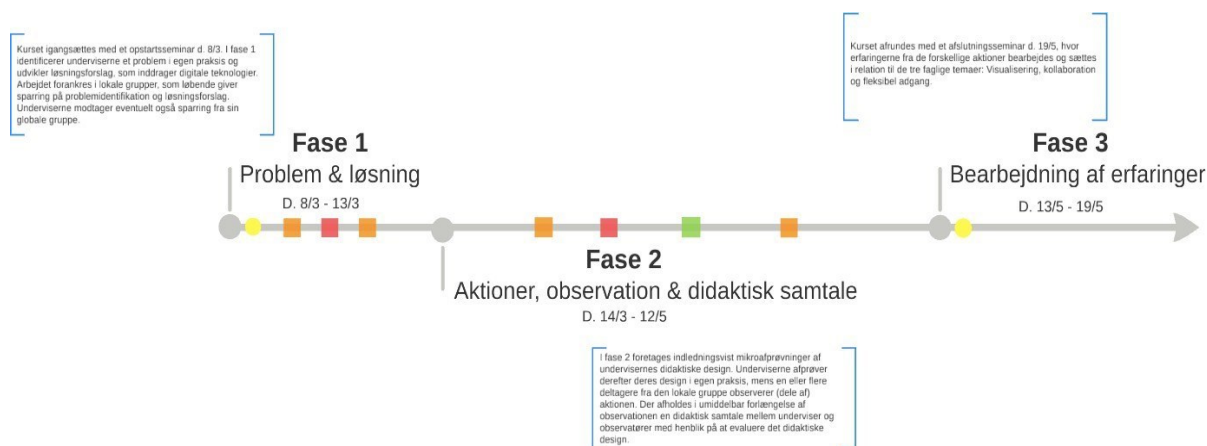 Kurset igangsættes med et opstartsseminar d. 8/3. I fase 1
identificerer underviserne et problem i egen praksis og
udvikler løsningsforslag, som inddrager digitale teknologier.
Arbejdet forankres i lokale grupper, som løbende giver
sparring på problemidentifikation og løsningsforslag.
Underviserne modtager eventuelt også sparring fra sin
globale gruppe.
Fase 1
Problem & løsning
D. 8/3 - 13/3
Fase 2
Aktioner, observation & didaktisk samtale
D. 14/3 - 12/5
I fase 2 foretages indledningsvist mikroafprøvninger af
undervisernes didaktiske design. Underviserne afprøver
derefter deres design i egen praksis, mens en eller flere
deltagere fra den lokale gruppe observerer (dele af)
aktionen. Der afholdes i umiddelbar forlængelse af
observationen en didaktisk samtale mellem underviser og
observatører med henblik på at evaluere det didaktiske
design.
Kurset afrundes med et afslutningsseminar d. 19/5, hvor
erfaringerne fra de forskellige aktioner bearbejdes og sættes
i relation til de tre faglige temaer: Visualisering, kollaboration
og fleksibel adgang.
Fase 3
Bearbejdning af erfaringer
D. 13/5 - 19/5